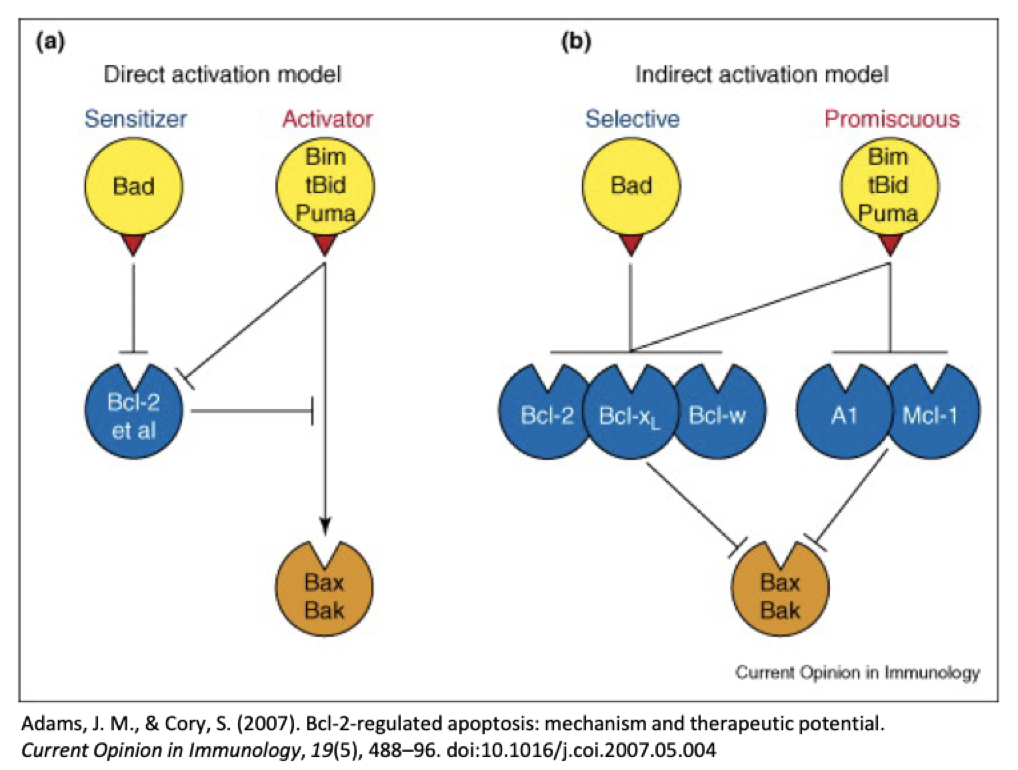 (a)
Direct activation model
Sensitizer
Activator
Bad
Bim
tBid
Puma
Bcl-2
et al
Bax
Bak
(b)
Indirect activation model
Selective
Promiscuous
Bad
Bim
tBid
Puma
Bcl-2
Bcl-xL
Bcl-w
A1
Mcl-1
Bax
Bak
Current Opinion in Immunology
Adams, J. M., & Cory, S. (2007). Bcl-2-regulated apoptosis: mechanism and therapeutic potential.
Current Opinion in Immunology, 19(5), 488–96. doi:10.1016/j.coi.2007.05.004